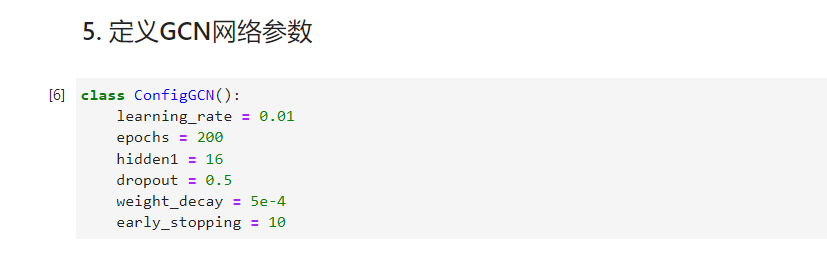 5. 定义GCN网络参数
[6] class ConfigGCN():
    learning_rate = 0.01
    epochs = 200
    hidden1 = 16
    dropout = 0.5
    weight_decay = 5e-4
    early_stopping = 10